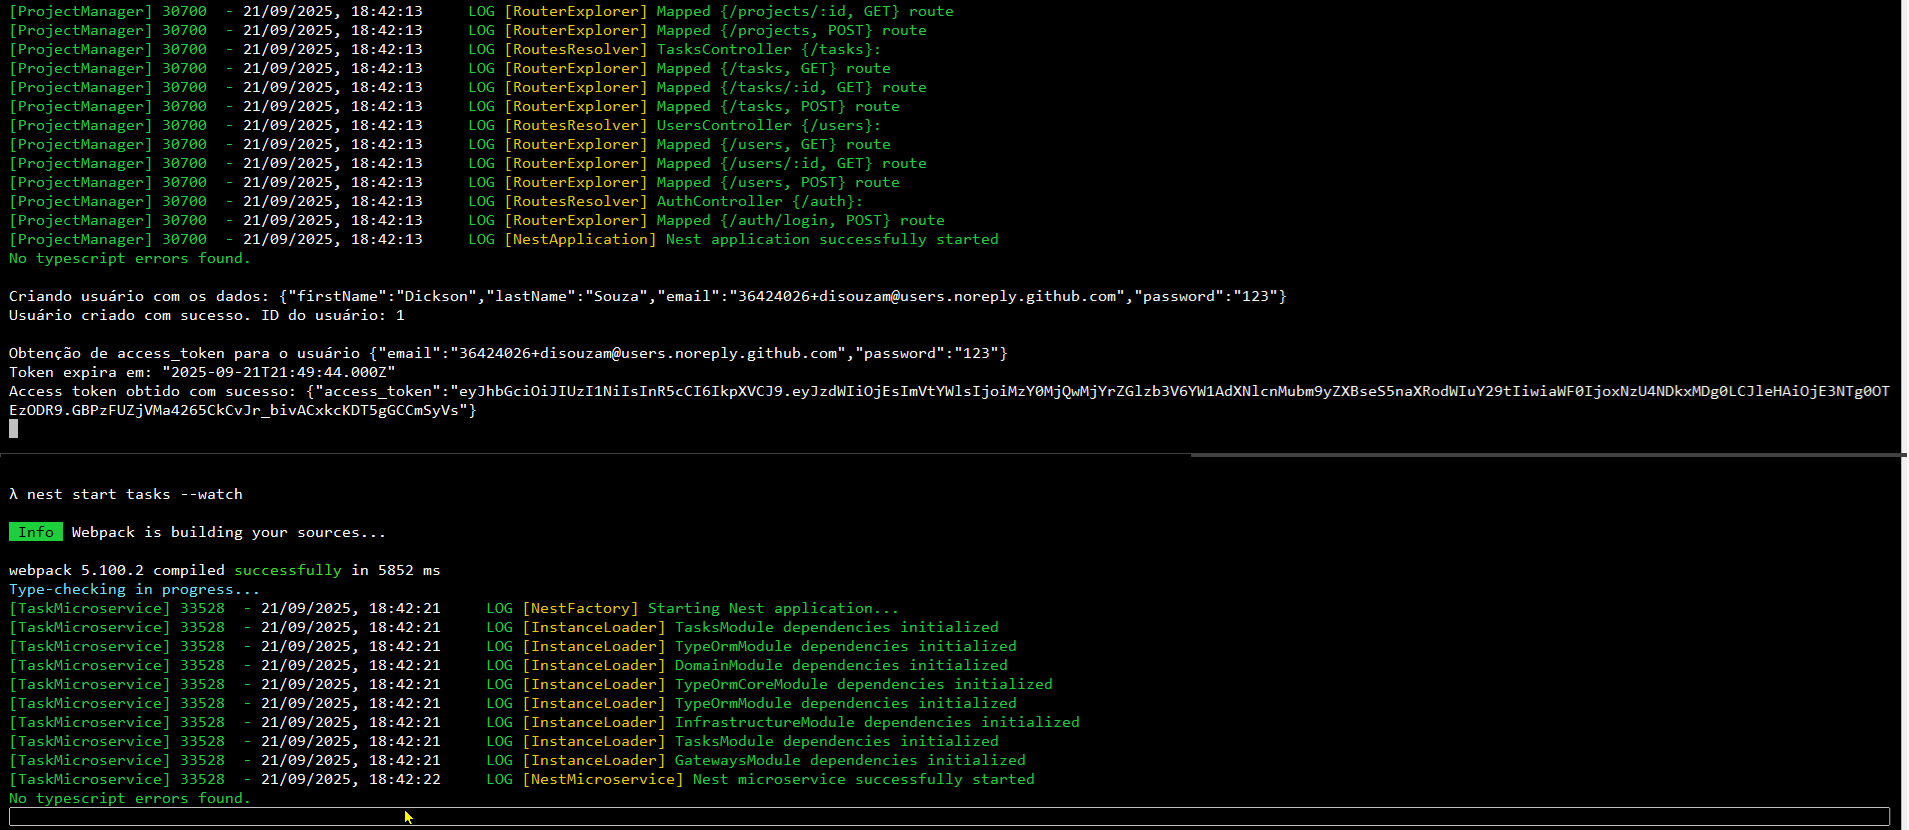 [ProjectManager] 30700  - 21/09/2025, 18:42:13     LOG [RouterExplorer] Mapped {/projects/:id, GET} route
[ProjectManager] 30700  - 21/09/2025, 18:42:13     LOG [RouterExplorer] Mapped {/projects, POST} route
[ProjectManager] 30700  - 21/09/2025, 18:42:13     LOG [RoutesResolver] TasksController {/tasks}:
[ProjectManager] 30700  - 21/09/2025, 18:42:13     LOG [RouterExplorer] Mapped {/tasks, GET} route
[ProjectManager] 30700  - 21/09/2025, 18:42:13     LOG [RouterExplorer] Mapped {/tasks/:id, GET} route
[ProjectManager] 30700  - 21/09/2025, 18:42:13     LOG [RouterExplorer] Mapped {/tasks, POST} route
[ProjectManager] 30700  - 21/09/2025, 18:42:13     LOG [RoutesResolver] UsersController {/users}:
[ProjectManager] 30700  - 21/09/2025, 18:42:13     LOG [RouterExplorer] Mapped {/users, GET} route
[ProjectManager] 30700  - 21/09/2025, 18:42:13     LOG [RouterExplorer] Mapped {/users/:id, GET} route
[ProjectManager] 30700  - 21/09/2025, 18:42:13     LOG [RouterExplorer] Mapped {/users, POST} route
[ProjectManager] 30700  - 21/09/2025, 18:42:13     LOG [RoutesResolver] AuthController {/auth}:
[ProjectManager] 30700  - 21/09/2025, 18:42:13     LOG [RouterExplorer] Mapped {/auth/login, POST} route
[ProjectManager] 30700  - 21/09/2025, 18:42:13     LOG [NestApplication] Nest application successfully started
No typescript errors found.
Criando usuário com os dados: {"firstName":"Dickson","lastName":"Souza","email":"36424026+disouzam@users.noreply.github.com","password":"123"}
Usuário criado com sucesso. ID do usuário: 1
Obtenção de access_token para o usuário {"email":"36424026+disouzam@users.noreply.github.com","password":"123"}
Token expira em: "2025-09-21T21:49:44.000Z"
Access token obtido com sucesso: {"access_token":"eyJhbGciOiJIUzI1NiIsInR5cCI6IkpXVCJ9.eyJzdWIiOjEsImVtYWlsIjoiMzY0MjQwMjYrZGlzb3V6YW1AdXNlcnMubm9yZXBseS5naXRodWIuY29tIiwiaWF0IjoxNzU4NDkxMDg0LCJleHAiOjE3NTg0OT
EzODR9.GBPzFUZjVMa4265CkCvJr_bivACxkcKDT5gGCCmSyVs"}
λ nest start tasks --watch
Info  Webpack is building your sources...
webpack 5.100.2 compiled successfully in 5852 ms
Type-checking in progress...
[TaskMicroservice] 33528  - 21/09/2025, 18:42:21     LOG [NestFactory] Starting Nest application...
[TaskMicroservice] 33528  - 21/09/2025, 18:42:21     LOG [InstanceLoader] TasksModule dependencies initialized
[TaskMicroservice] 33528  - 21/09/2025, 18:42:21     LOG [InstanceLoader] TypeOrmModule dependencies initialized
[TaskMicroservice] 33528  - 21/09/2025, 18:42:21     LOG [InstanceLoader] DomainModule dependencies initialized
[TaskMicroservice] 33528  - 21/09/2025, 18:42:21     LOG [InstanceLoader] TypeOrmCoreModule dependencies initialized
[TaskMicroservice] 33528  - 21/09/2025, 18:42:21     LOG [InstanceLoader] TypeOrmModule dependencies initialized
[TaskMicroservice] 33528  - 21/09/2025, 18:42:21     LOG [InstanceLoader] InfrastructureModule dependencies initialized
[TaskMicroservice] 33528  - 21/09/2025, 18:42:21     LOG [InstanceLoader] TasksModule dependencies initialized
[TaskMicroservice] 33528  - 21/09/2025, 18:42:21     LOG [InstanceLoader] GatewaysModule dependencies initialized
[TaskMicroservice] 33528  - 21/09/2025, 18:42:22     LOG [NestMicroservice] Nest microservice successfully started
No typescript errors found.